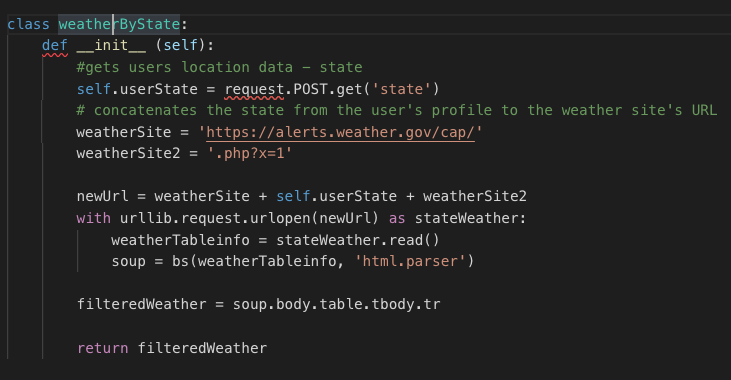 class weatherByState:
    def __init__ (self):
        #gets users location data – state
        self.userState = request.POST.get('state')
        # concatenates the state from the user's profile to the weather site's URL
        weatherSite = 'https://alerts.weather.gov/cap/'
        weatherSite2 = '.php?x=1'
        newUrl = weatherSite + self.userState + weatherSite2
        with urllib.request.urlopen(newUrl) as stateWeather:
            weatherTableinfo = stateWeather.read()
            soup = bs(weatherTableinfo, 'html.parser')
        filteredWeather = soup.body.table.tbody.tr
        return filteredWeather